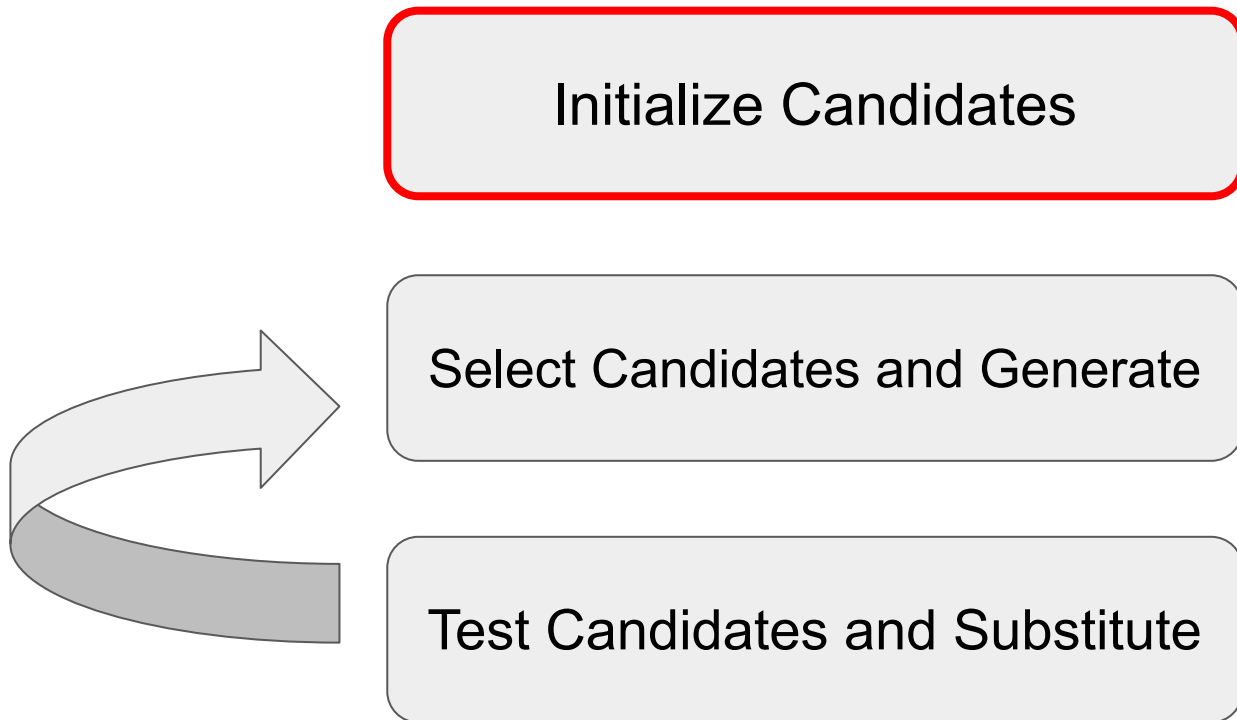 Initialize Candidates
Select Candidates and Generate
Test Candidates and Substitute